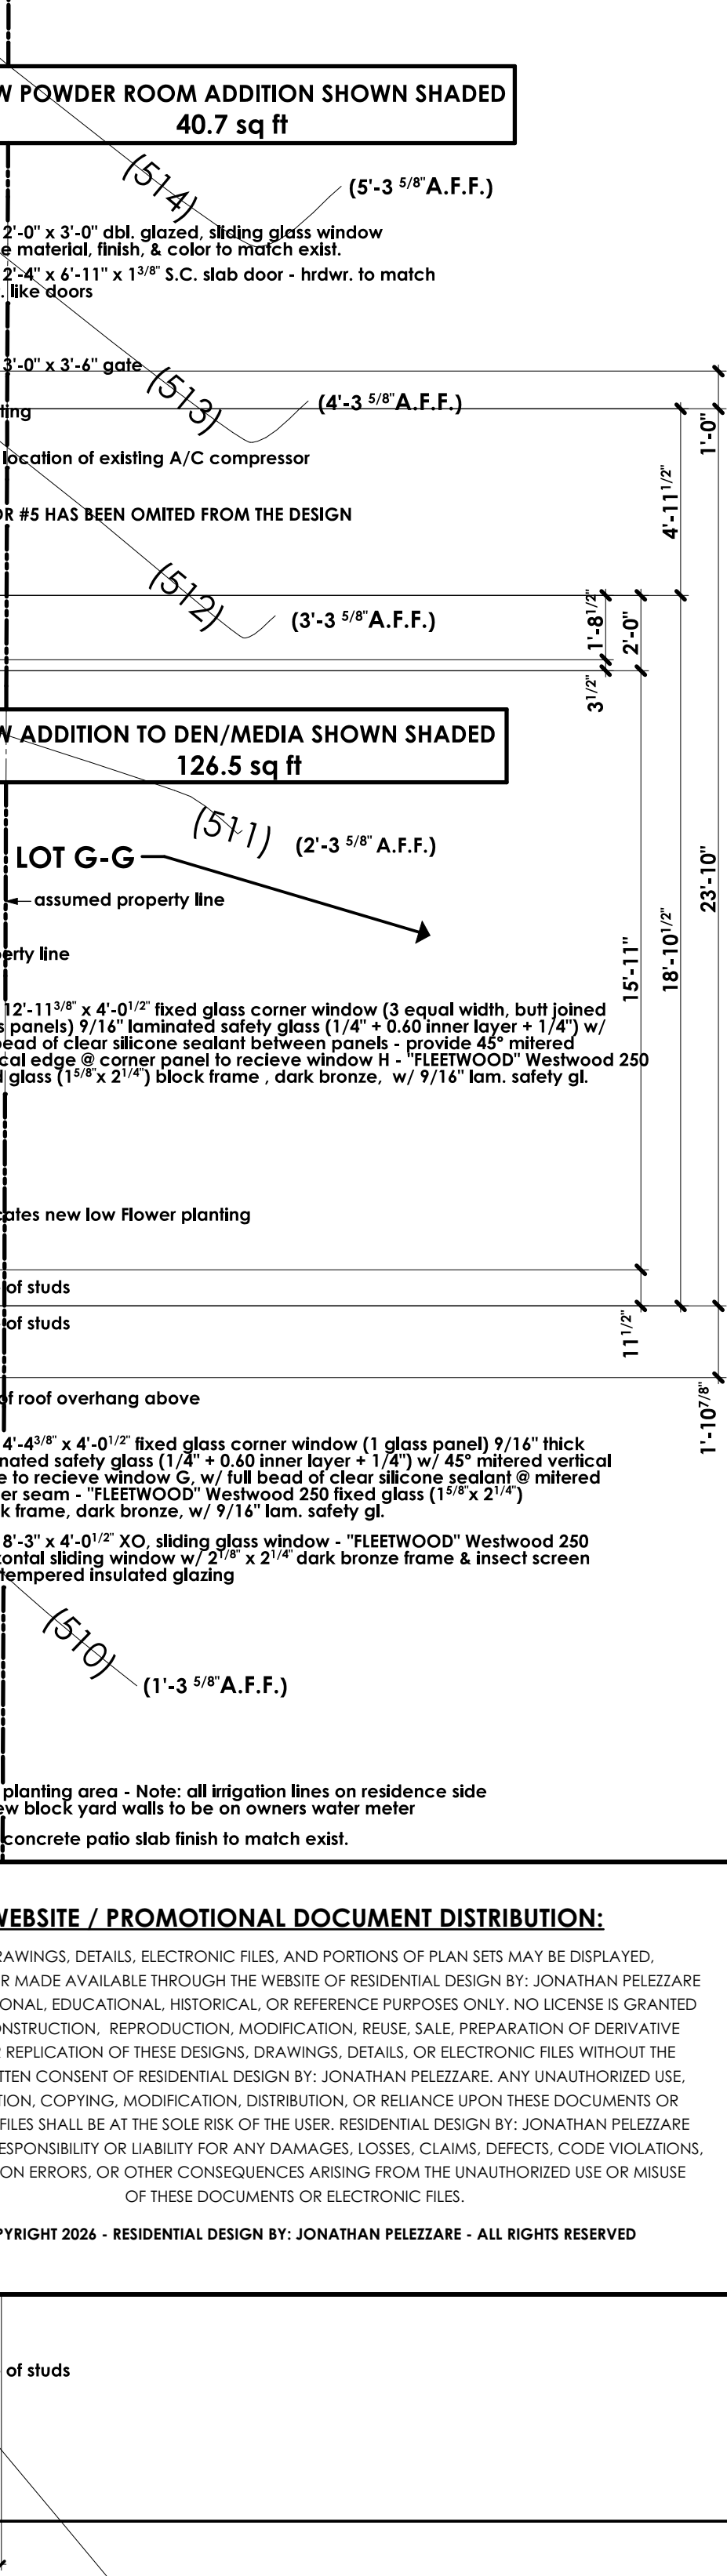 W POWDER ROOM ADDITION SHOWN SHADED
40.7 sq ft
(514)
(5'-3 5/8"A.F.F.)
2'-0" x 3'-0" dbl. glazed, sliding glass window
e material, finish, & color to match exist.
2'-4" x 6'-11" x 1 3/8" S.C. slab door - hrdwr. to match
. like doors
3'-0" x 3'-6" gate
(513)
(4'-3 5/8"A.F.F.)
ting
1'-0"
location of existing A/C compressor
4'-11 1/2"
OR #5 HAS BEEN OMITED FROM THE DESIGN
(512)
(3'-3 5/8"A.F.F.)
1'-8 1/2"
2'-0"
3 1/2"
W ADDITION TO DEN/MEDIA SHOWN SHADED
126.5 sq ft
(511)
(2'-3 5/8" A.F.F.)
LOT G-G
23'-10"
assumed property line
18'-10 1/2"
15'-11"
erty line
12'-11 3/8" x 4'-0 1/2" fixed glass corner window (3 equal width, butt joined
s panels) 9/16" laminated safety glass (1/4" + 0.60 inner layer + 1/4") w/
bead of clear silicone sealant between panels - provide 45° mitered
cal edge @ corner panel to recieve window H - "FLEETWOOD" Westwood 250
d glass (1 5/8"x 2 1/4") block frame , dark bronze, w/ 9/16" lam. safety gl.
cates new low Flower planting
of studs
of studs
11 1/2"
of roof overhang above
1'-10 7/8"
4'-4 3/8" x 4'-0 1/2" fixed glass corner window (1 glass panel) 9/16" thick
nated safety glass (1/4" + 0.60 inner layer + 1/4") w/ 45° mitered vertical
e to recieve window G, w/ full bead of clear silicone sealant @ mitered
er seam - "FLEETWOOD" Westwood 250 fixed glass (1 5/8"x 2 1/4")
k frame, dark bronze, w/ 9/16" lam. safety gl.
8'-3" x 4'-0 1/2" XO, sliding glass window - "FLEETWOOD" Westwood 250
ontal sliding window w/ 2 1/8" x 2 1/4" dark bronze frame & insect screen
tempered insulated glazing
(510)
(1'-3 5/8"A.F.F.)
planting area - Note: all irrigation lines on residence side
ew block yard walls to be on owners water meter
concrete patio slab finish to match exist.
WEBSITE / PROMOTIONAL DOCUMENT DISTRIBUTION:
RAWINGS, DETAILS, ELECTRONIC FILES, AND PORTIONS OF PLAN SETS MAY BE DISPLAYED,
R MADE AVAILABLE THROUGH THE WEBSITE OF RESIDENTIAL DESIGN BY: JONATHAN PELEZZARE
ONAL, EDUCATIONAL, HISTORICAL, OR REFERENCE PURPOSES ONLY. NO LICENSE IS GRANTED
ONSTRUCTION, REPRODUCTION, MODIFICATION, REUSE, SALE, PREPARATION OF DERIVATIVE
R REPLICATION OF THESE DESIGNS, DRAWINGS, DETAILS, OR ELECTRONIC FILES WITHOUT THE
TTEN CONSENT OF RESIDENTIAL DESIGN BY: JONATHAN PELEZZARE. ANY UNAUTHORIZED USE,
TION, COPYING, MODIFICATION, DISTRIBUTION, OR RELIANCE UPON THESE DOCUMENTS OR
FILES SHALL BE AT THE SOLE RISK OF THE USER. RESIDENTIAL DESIGN BY: JONATHAN PELEZZARE
ESPONSIBILITY OR LIABILITY FOR ANY DAMAGES, LOSSES, CLAIMS, DEFECTS, CODE VIOLATIONS,
ON ERRORS, OR OTHER CONSEQUENCES ARISING FROM THE UNAUTHORIZED USE OR MISUSE
OF THESE DOCUMENTS OR ELECTRONIC FILES.
PYRIGHT 2026 - RESIDENTIAL DESIGN BY: JONATHAN PELEZZARE - ALL RIGHTS RESERVED
of studs